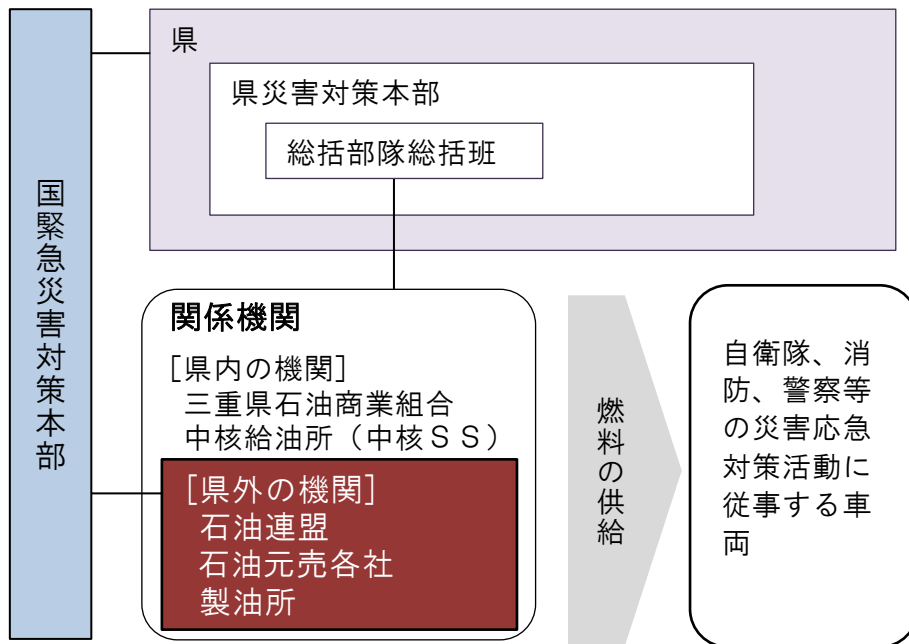 国緊急災害対策本部
県
県災害対策本部
総括部隊総括班
関係機関
[県内の機関]
三重県石油商業組合
中核給油所（中核ＳＳ）
[県外の機関]
石油連盟
石油元売各社
製油所
燃料の供給
自衛隊、消
防、警察等
の災害応急
対策活動に
従事する車
両